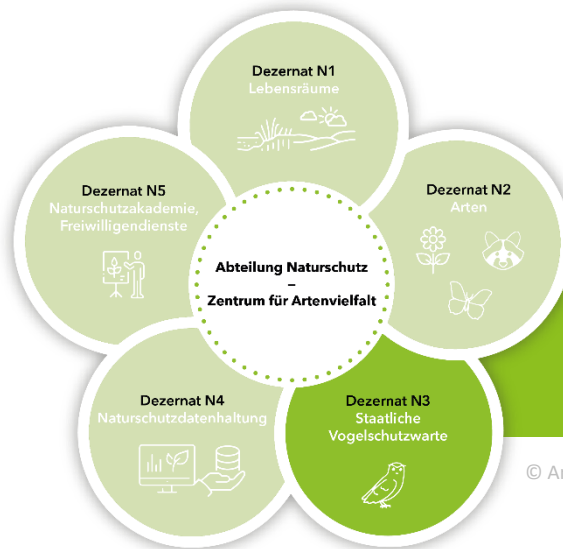 Dezernat N1
Lebensräume
Dezernat N2
Arten
Dezernat N5
Naturschutzakademie,
Freiwilligendienste
Abteilung Naturschutz
–
Zentrum für Artenvielfalt
Dezernat N4
Naturschutzdatenhaltung
Dezernat N3
Staatliche
Vogelschutzwarte
©